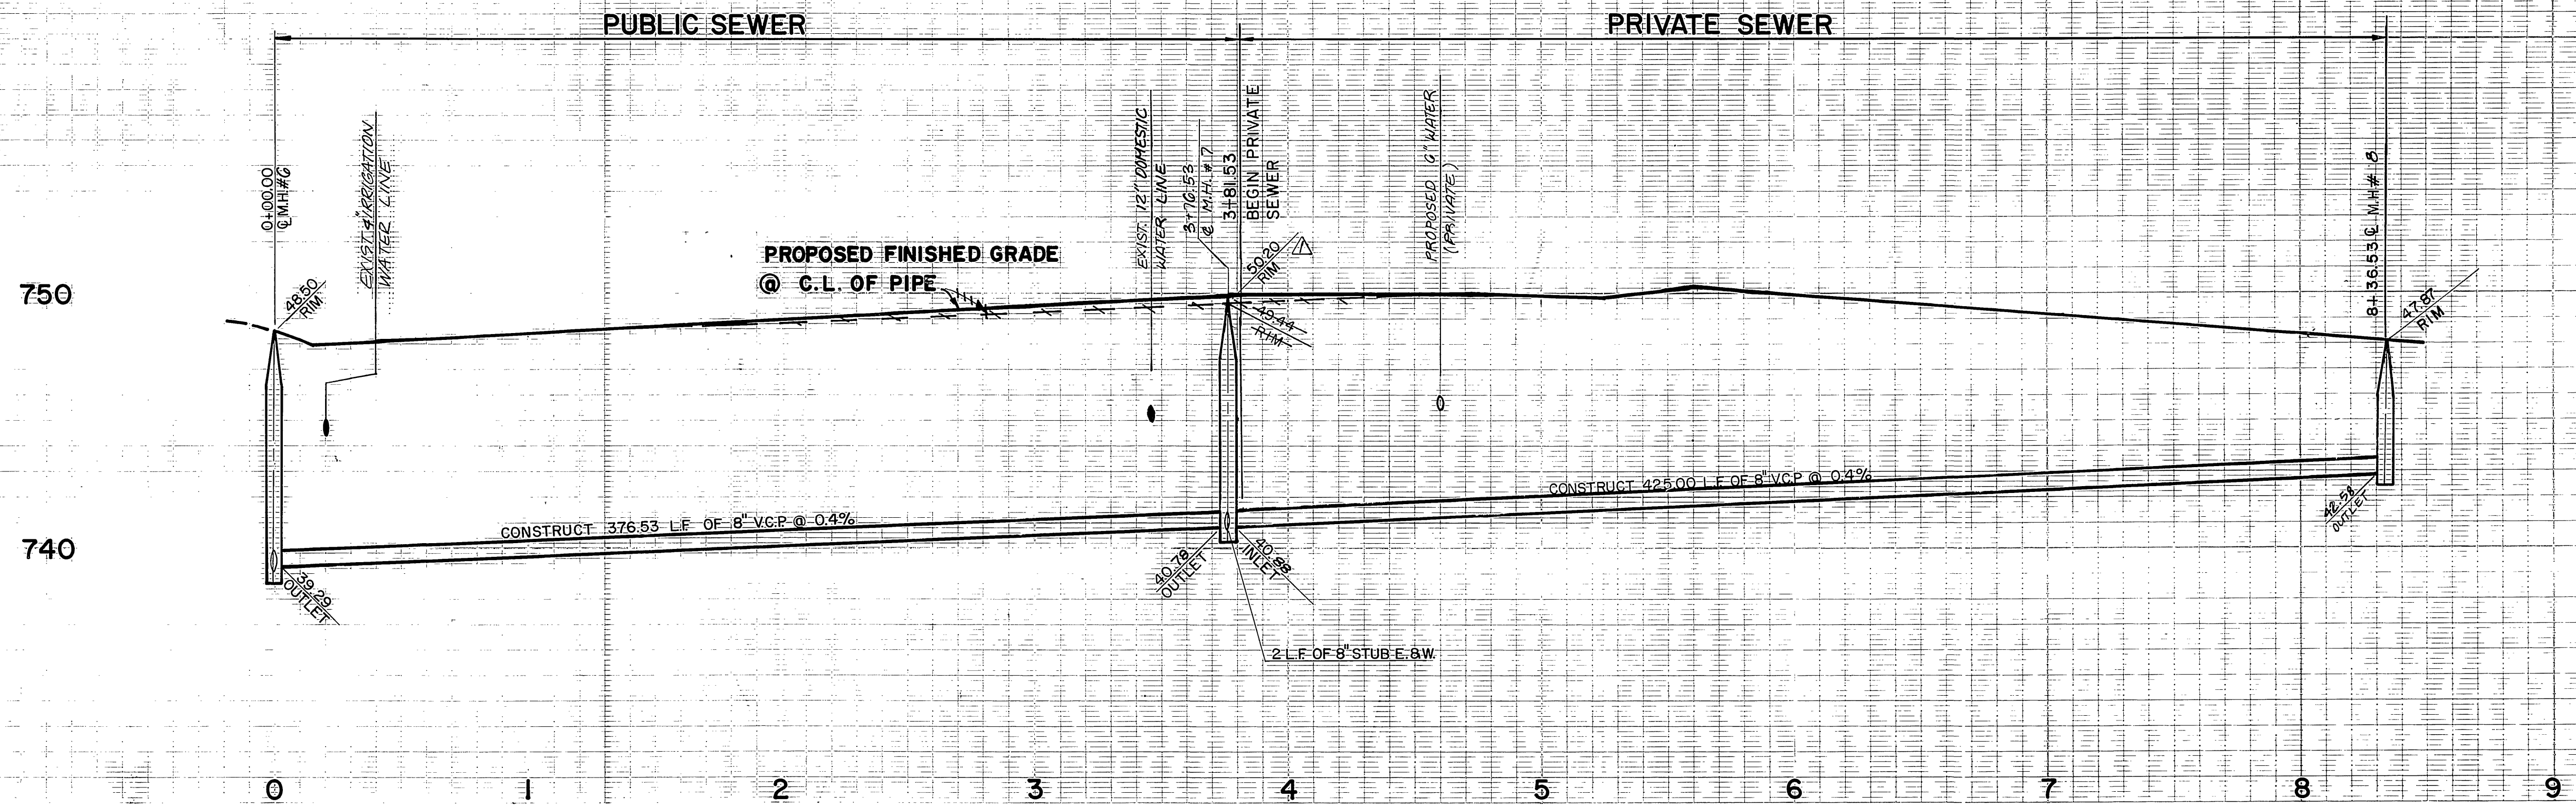 PUBLIC SEWER
PRIVATE SEWER
0+00.00
℄ M.H.#6
EXIST. 4" IRRIGATION
WATER LINE
EXIST. 12" DOMESTIC
WATER LINE
3+76.53
℄ M.H.#7
3+81.53
BEGIN PRIVATE
SEWER
PROPOSED 6" WATER
(PRIVATE)
8+36.53 ℄ M.H.# 8
PROPOSED FINISHED GRADE
@ C.L. OF PIPE
50.20
RIM
1
750
48.50
RIM
49.44
RIM
47.87
RIM
CONSTRUCT 425.00 L.F. OF 8" V.C.P @ 0.4%
CONSTRUCT 376.53 L.F. OF 8" V.C.P @ 0.4%
42.58
OUTLET
740
39.29
OUTLET
40.78
OUTLET
40.88
INLET
2 L.F. OF 8" STUB E.&W.
0 1 2 3 4 5 6 7 8 9